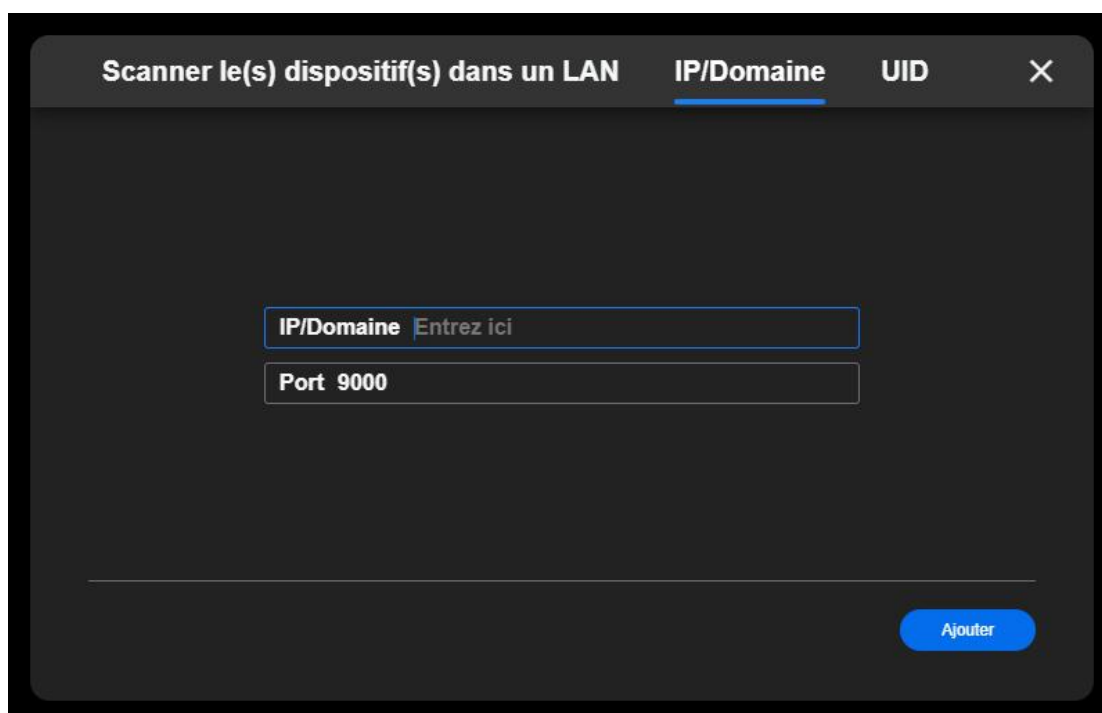 Scanner le(s) dispositif(s) dans un LAN IP/Domaine UID
IP/Domaine Entrez ici
Port 9000
Ajouter